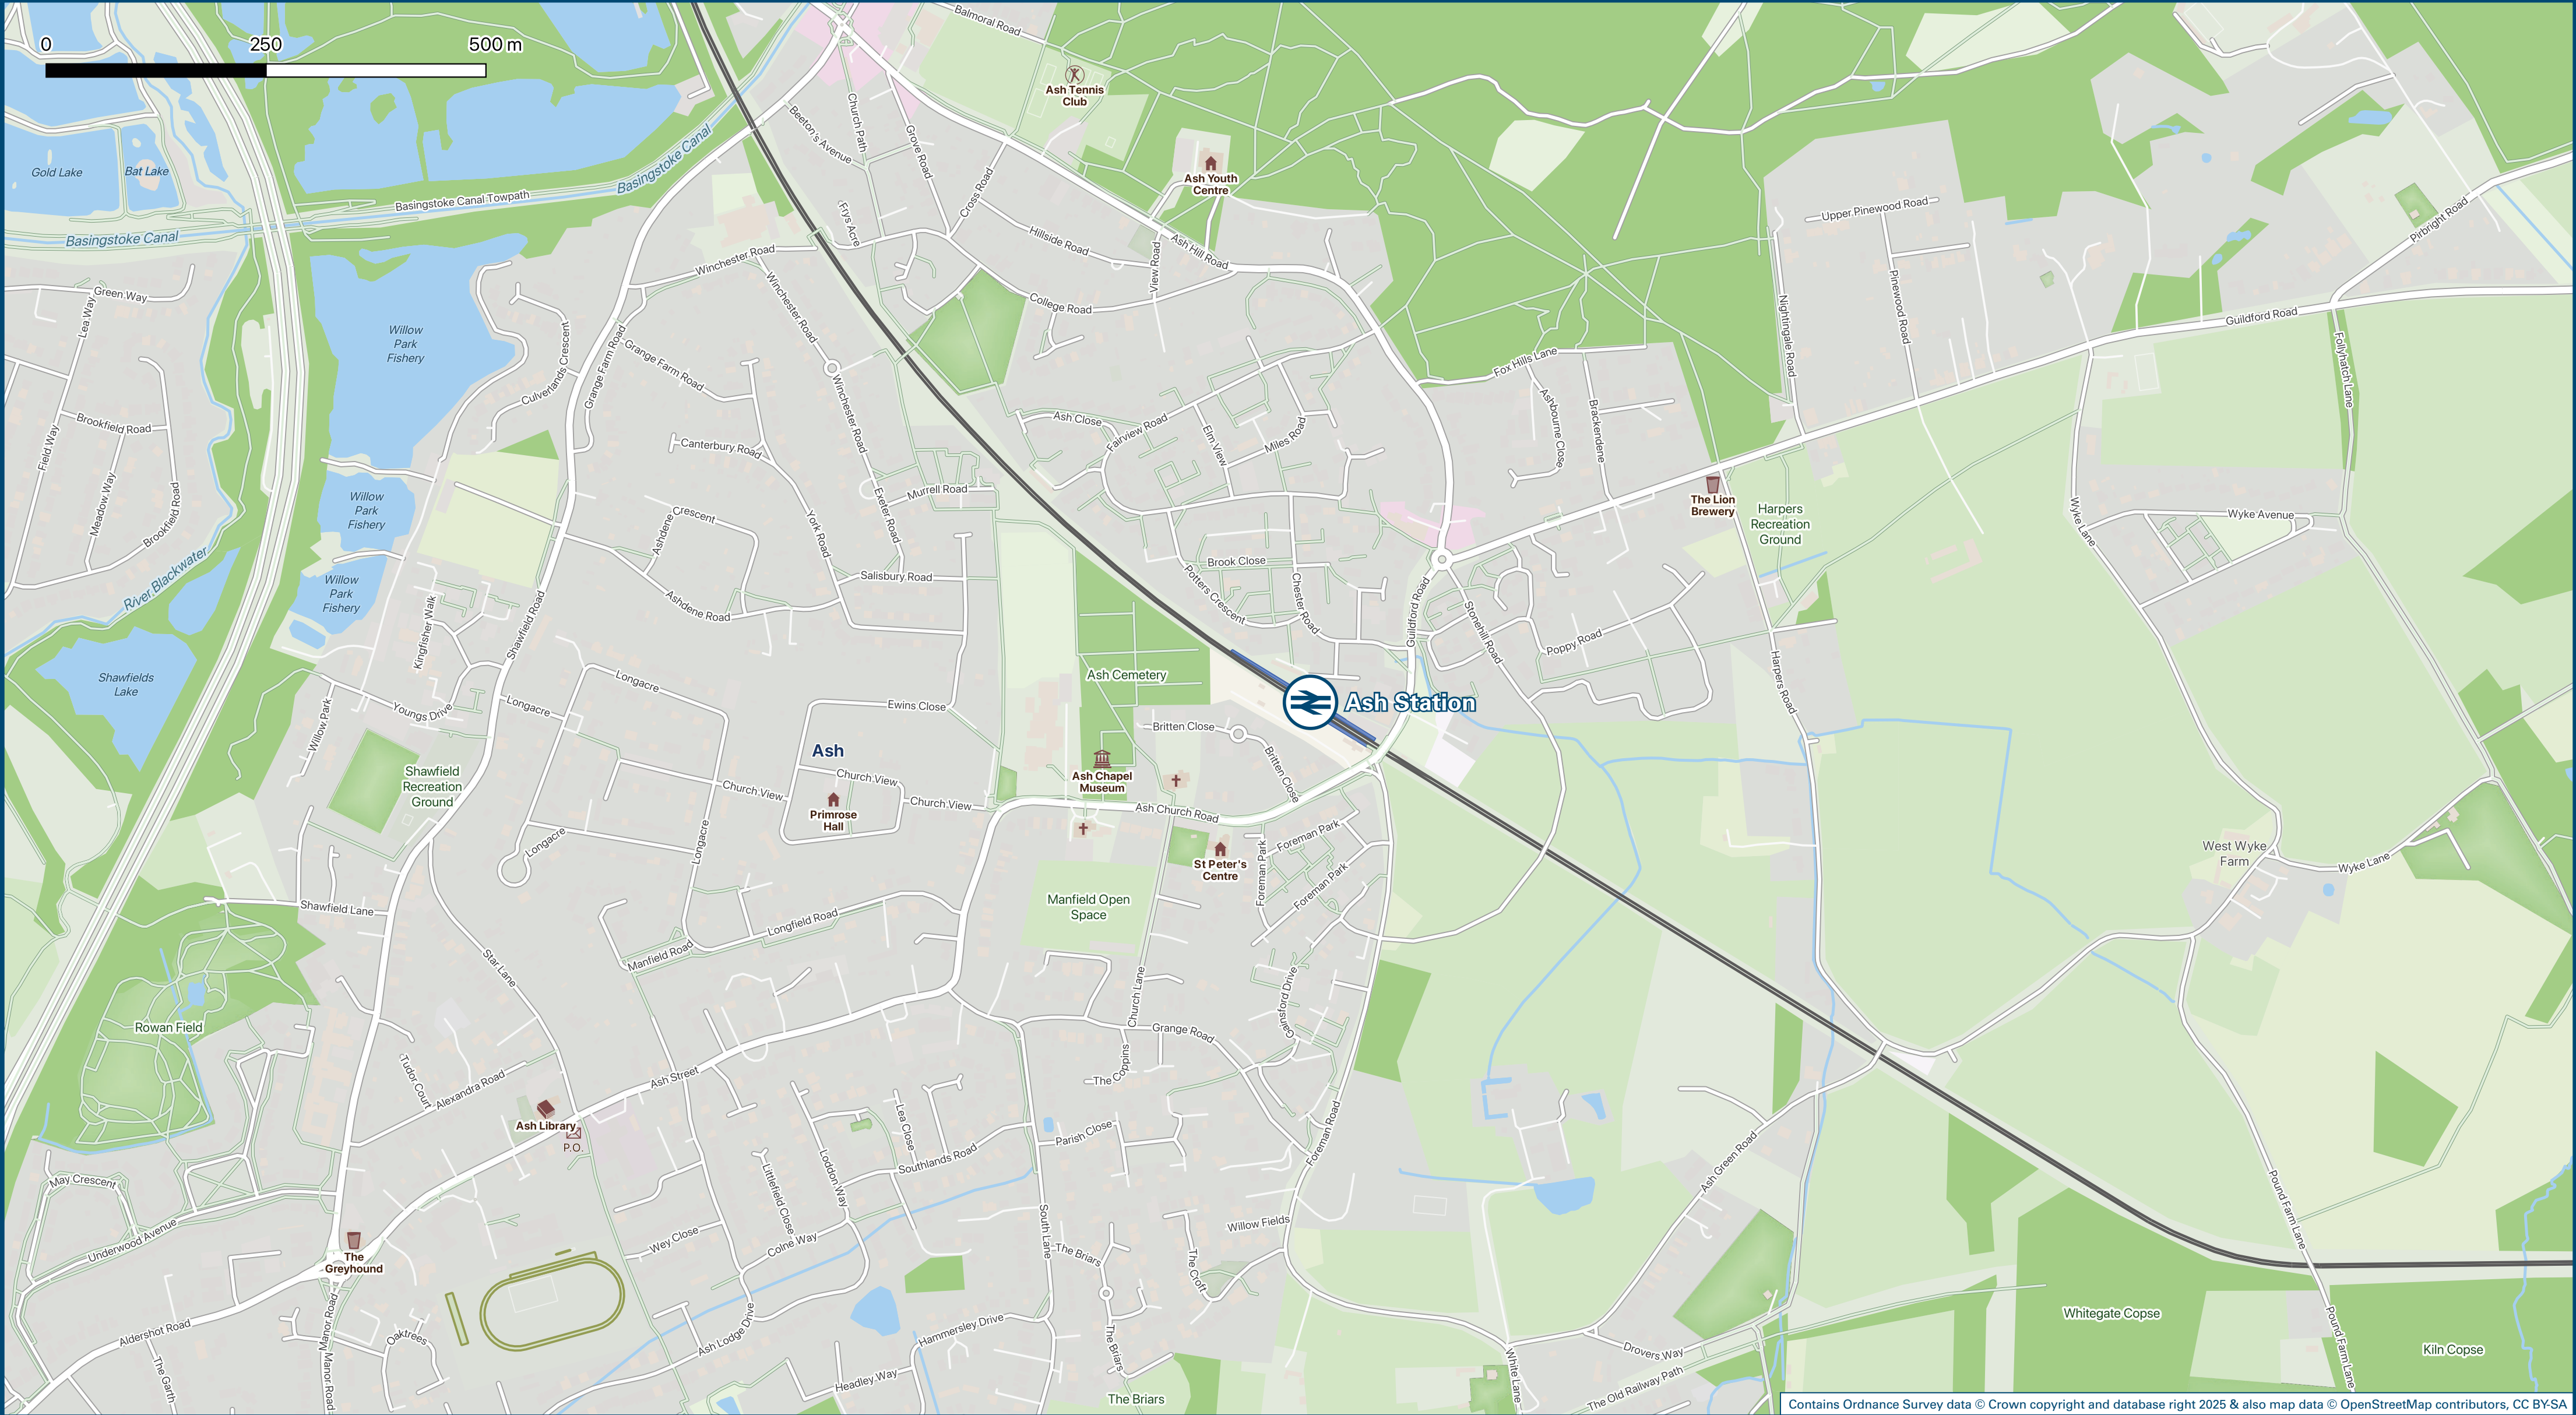 0 250 500 m
Balmoral Road
Ash Tennis
Club
Church Path
Beeton's Avenue
Grove Road
Cross Road
Basingstoke Canal
Basingstoke Canal Towpath
Basingstoke Canal
Gold Lake
Bat Lake
Ash Youth
Centre
Frys Acre
Hillside Road
View Road
Ash Hill Road
College Road
Upper Pinewood Road
Pinewood Road
Nightingale Road
Pirbright Road
Guildford Road
Follyhatch Lane
Green Way
Lea Way
Willow
Park
Fishery
Culverlands Crescent
Grange Farm Road
Grange Farm Road
Winchester Road
Winchester Road
Winchester Road
Fox Hills Lane
Ashbourne Close
Brackendene
Ash Close
Fairview Road
Elm View
Miles Road
Brookfield Road
Field Way
Meadow Way
Brookfield Road
River Blackwater
Canterbury Road
Murrell Road
Exeter Road
York Road
Ashdene Crescent
Willow
Park
Fishery
The Lion
Brewery
Harpers
Recreation
Ground
Wyke Lane
Wyke Avenue
Brook Close
Potters Crescent
Chester Road
Guildford Road
Stonehill Road
Poppy Road
Harpers Road
Salisbury Road
Ashdene Road
Willow
Park
Fishery
Kingfisher Walk
Shawfield Road
Shawfields
Lake
Longacre
Longacre
Youngs Drive
Willow Park
Ewins Close
Ash Cemetery
Britten Close
Britten Close
Ash Station
Ash
Shawfield
Recreation
Ground
Church View
Church View
Church View
Primrose
Hall
Ash Chapel
Museum
Ash Church Road
Foreman Park
Foreman Park
Foreman Park
St Peter's
Centre
Longacre
Longacre
West Wyke
Farm
Wyke Lane
Manfield Open
Space
Shawfield Lane
Longfield Road
Manfield Road
Star Lane
Rowan Field
Church Lane
Gainsford Drive
Grange Road
The Coppins
Tudor Court
Alexandra Road
Ash Street
Ash Library
P.O.
Lea Close
Loddon Way
Southlands Road
Parish Close
Foreman Road
Ash Green Road
May Crescent
Underwood Avenue
The
Greyhound
Littlefield Close
Wey Close
Colne Way
South Lane
The Briars
The Croft
Willow Fields
Pound Farm Lane
Aldershot Road
Manor Road
Manor Road
Oaktrees
The Garth
Ash Lodge Drive
Hammersley Drive
Headley Way
The Briars
The Briars
White Lane
Drovers Way
The Old Railway Path
Whitegate Copse
Pound Farm Lane
Kiln Copse
Contains Ordnance Survey data © Crown copyright and database right 2025 & also map data © OpenStreetMap contributors, CC BY-SA